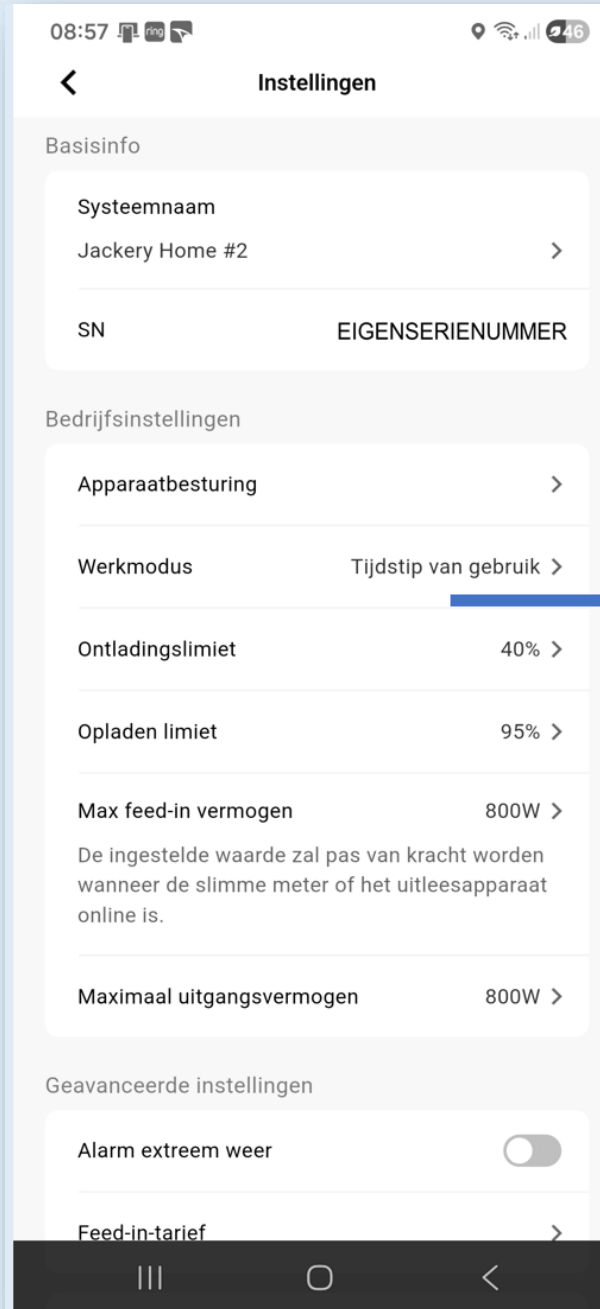 08:57 ring 46
Instellingen
Basisinfo
Systeemnaam
Jackery Home #2
SN EIGENSERIENUMMER
Bedrijfsinstellingen
Apparaatbesturing
Werkmodus Tijdstip van gebruik
Ontladingslimiet 40%
Opladen limiet 95%
Max feed-in vermogen 800W
De ingestelde waarde zal pas van kracht worden
wanneer de slimme meter of het uitleesapparaat
online is.
Maximaal uitgangsvermogen 800W
Geavanceerde instellingen
Alarm extreem weer
Feed-in-tarief